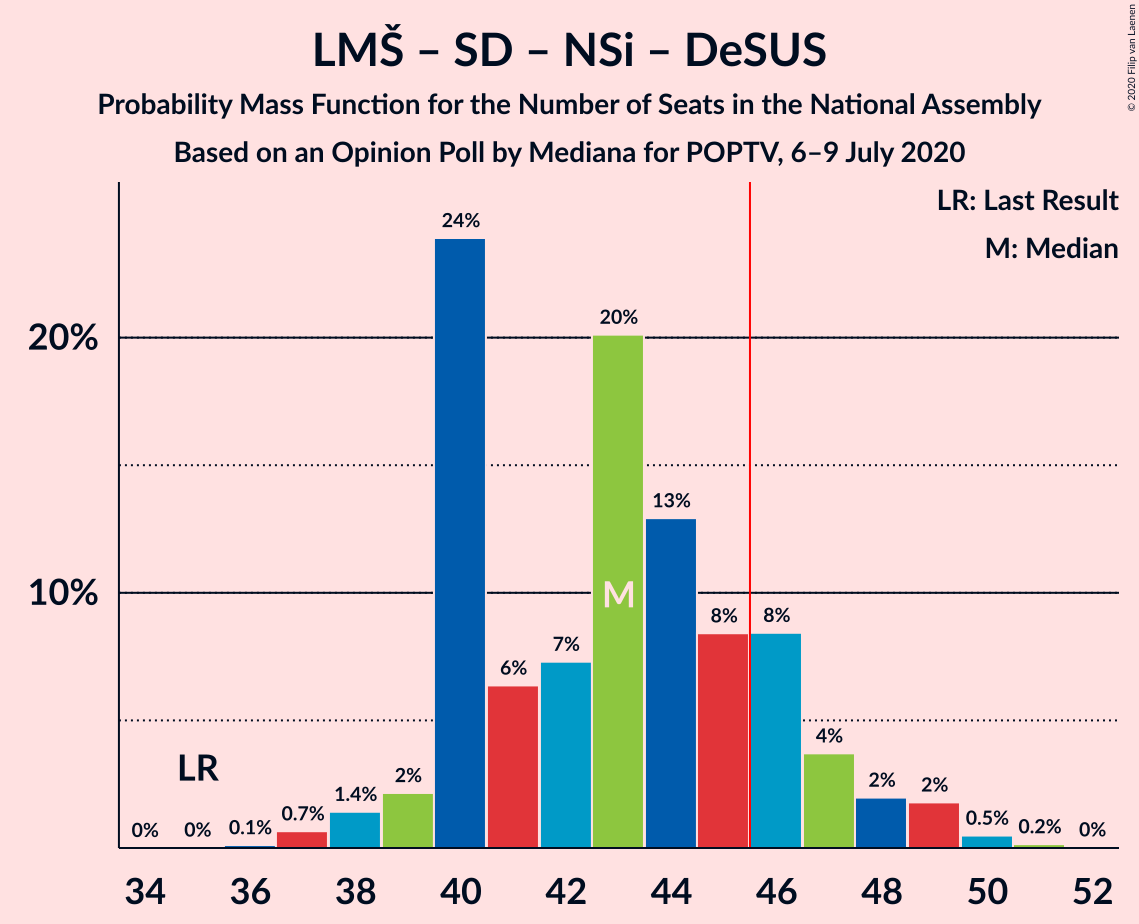 LMŠ – SD – NSi – DeSUS
Probability Mass Function for the Number of Seats in the National Assembly
Based on an Opinion Poll by Mediana for POPTV, 6–9 July 2020
© 2020 Filip van Laenen
LR: Last Result
M: Median
20%
10%
0%
0%
0.1%
0.7%
1.4%
2%
24%
6%
7%
20%
13%
8%
8%
4%
2%
2%
0.5%
0.2%
0%
LR
M
34 36 38 40 42 44 46 48 50 52